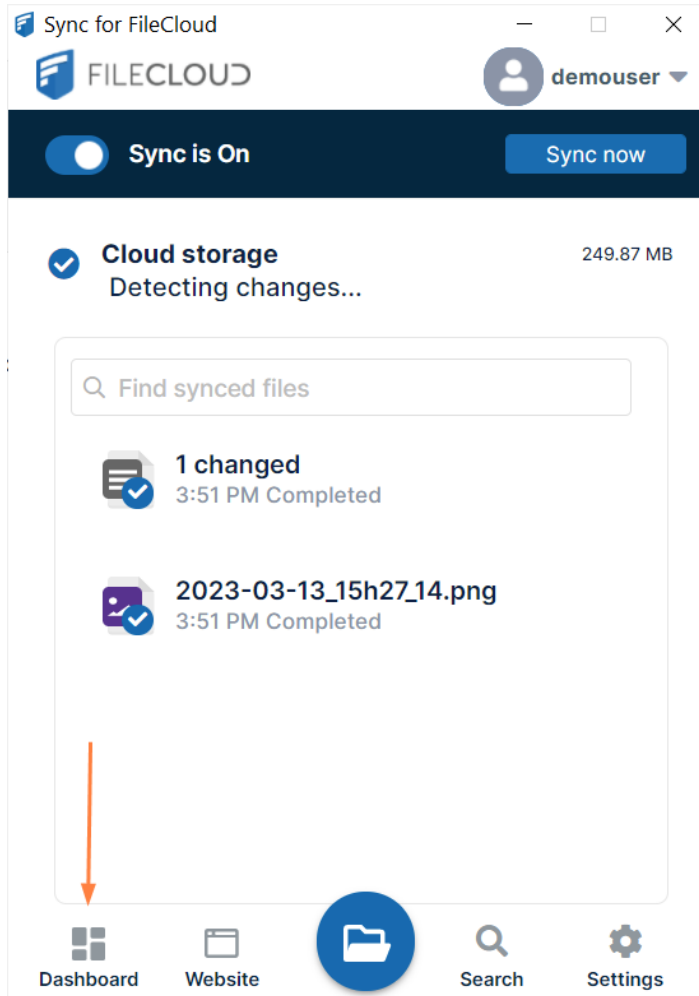 Sync for FileCloud
FILECLOUD
demouser
Sync is On
Sync now
Cloud storage
249.87 MB
Detecting changes...
Find synced files
1 changed
3:51 PM Completed
2023-03-13_15h27_14.png
3:51 PM Completed
Dashboard
Website
Search
Settings